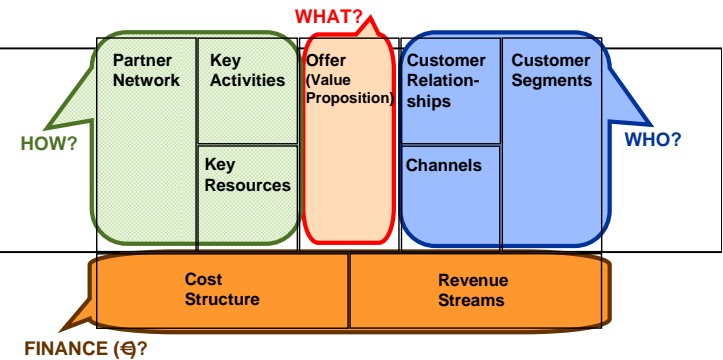 WHAT?
Partner
Network
Key
Activities
Offer
(Value
Proposition)
Customer
Relation-
ships
Customer
Segments
HOW?
WHO?
Key
Resources
Channels
Cost
Structure
Revenue
Streams
FINANCE (€)?